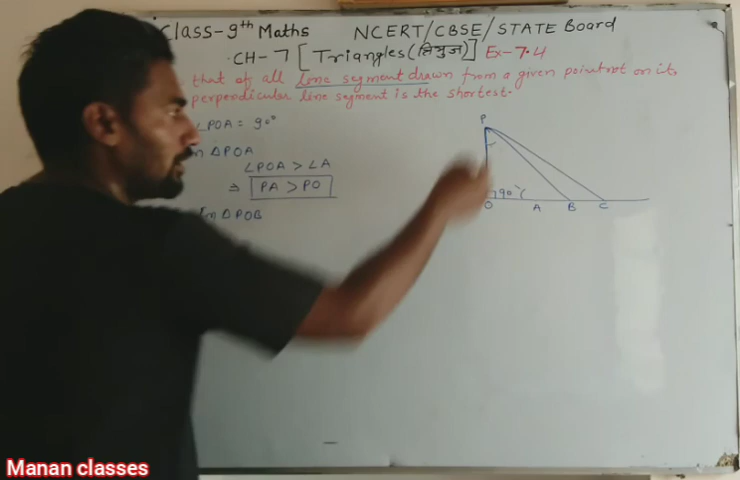 Class-9th Maths NCERT/CBSE/STATE Board
CH-7 [Triangles(त्रिभुज)] Ex-7.4
that of all line segment drawn from a given point not on it,
perpendicular line segment is the shortest.
∠POA = 90°
In △POA
∠POA > ∠A
⇒ PA > PO
In △POB
P
90°
O A B C
Manan classes